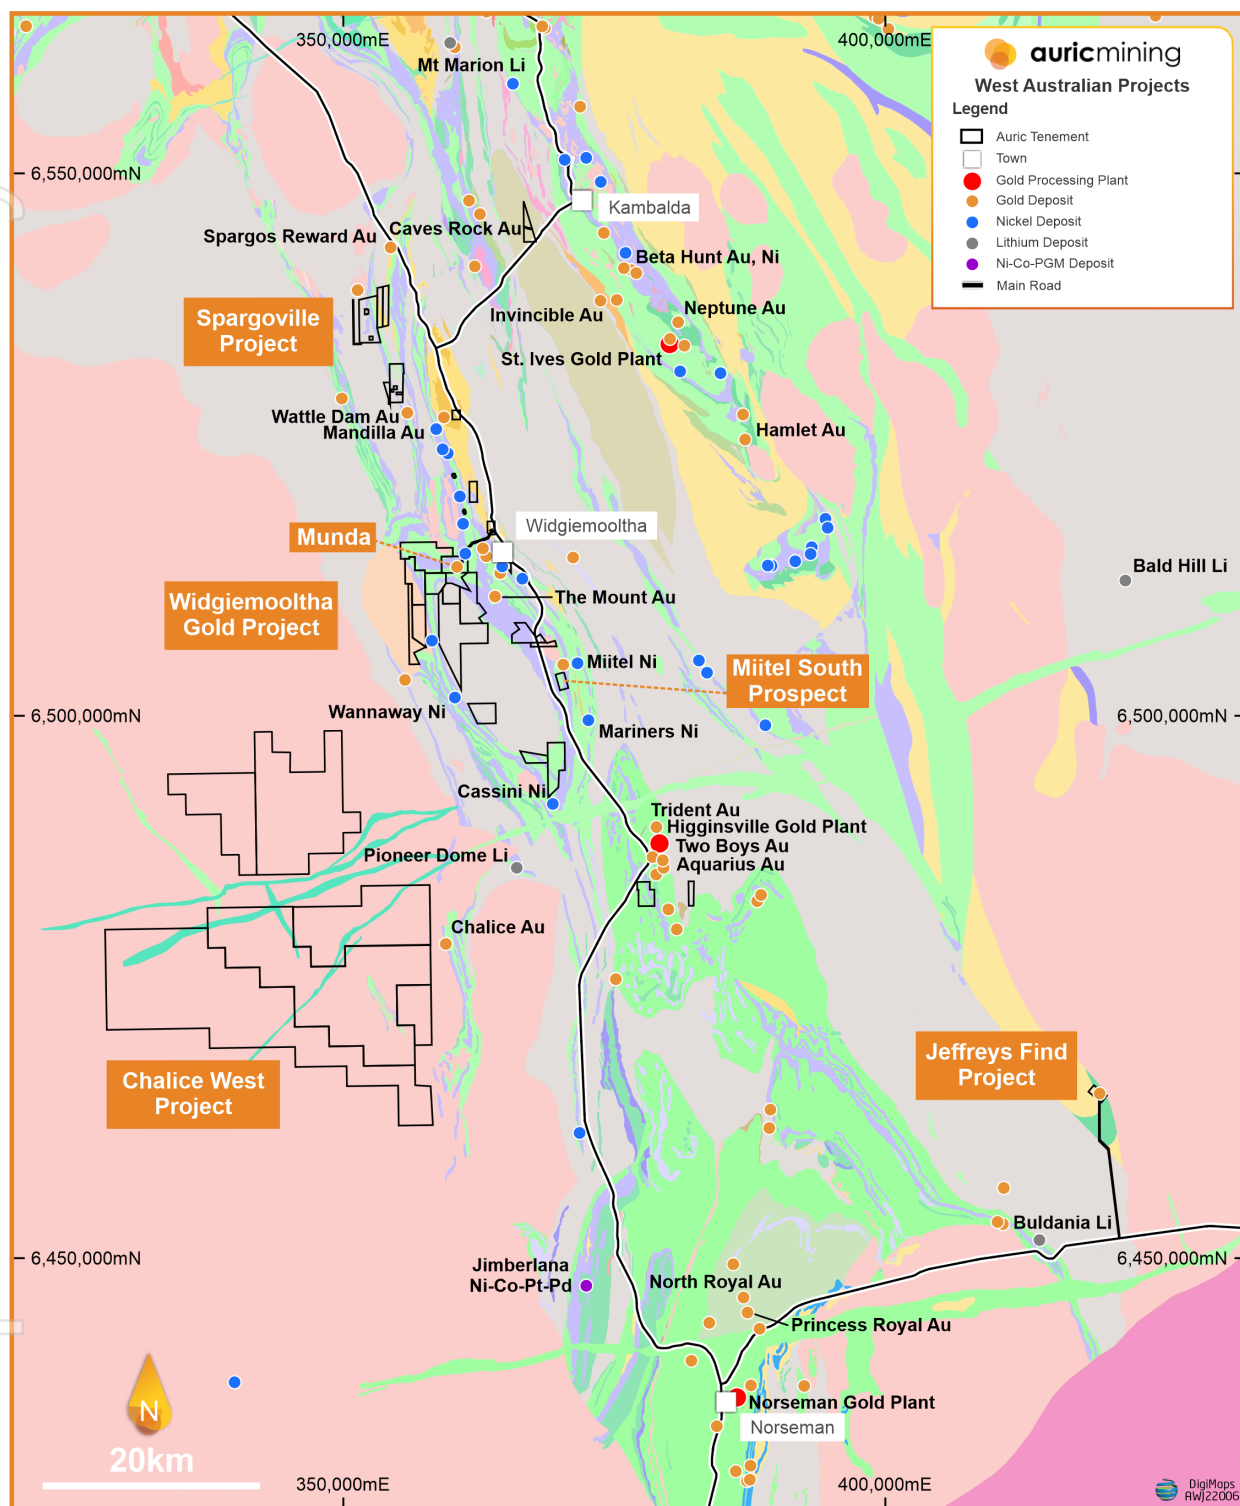 350,000mE
400,000mE
auricmining
West Australian Projects
Legend
Auric Tenement
Town
Gold Processing Plant
Gold Deposit
Nickel Deposit
Lithium Deposit
Ni-Co-PGM Deposit
Main Road
Mt Marion Li
6,550,000mN
Kambalda
Spargos Reward Au
Caves Rock Au
Beta Hunt Au, Ni
Spargoville
Project
Invincible Au
Neptune Au
St. Ives Gold Plant
Wattle Dam Au
Mandilla Au
Hamlet Au
Widgiemooltha
Munda
Bald Hill Li
Widgiemooltha
Gold Project
The Mount Au
Miitel Ni
Miitel South
Prospect
Wannaway Ni
6,500,000mN
6,500,000mN
Mariners Ni
Cassini Ni
Trident Au
Higginsville Gold Plant
Two Boys Au
Aquarius Au
Pioneer Dome Li
Chalice Au
Jeffreys Find
Project
Chalice West
Project
Buldania Li
6,450,000mN
6,450,000mN
Jimberlana
Ni-Co-Pt-Pd
North Royal Au
Princess Royal Au
Norseman Gold Plant
Norseman
N
20km
350,000mE
400,000mE
DigiMaps
AWJ22006